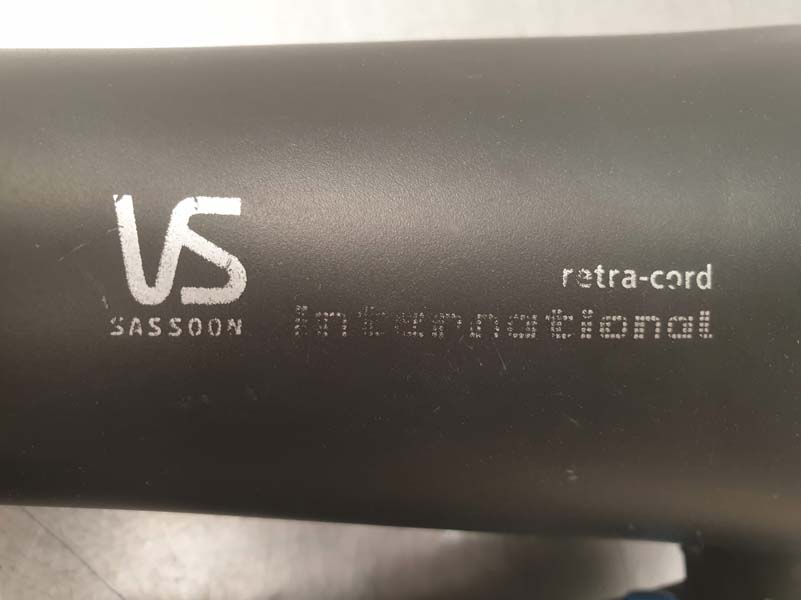 VS
SASSOON
retra-cord
international